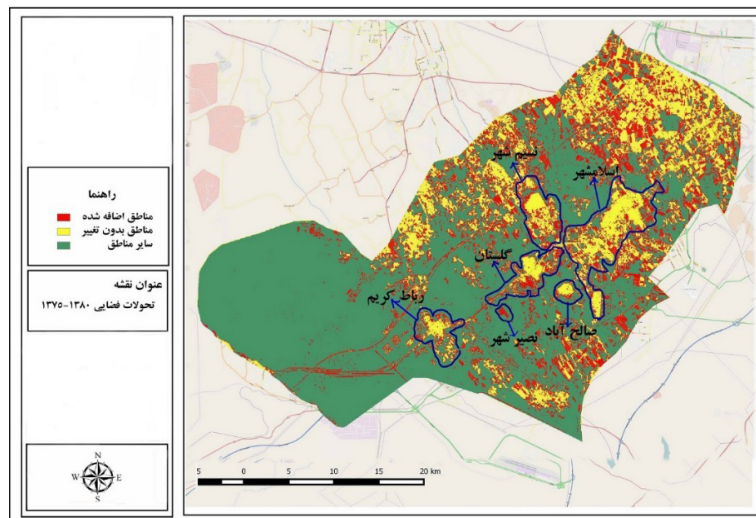 راهنما
مناطق اضافه شده
مناطق بدون تغییر
سایر مناطق
عنوان نقشه
تحولات فضایی ۱۳۸۰-۱۳۷۵
N
W E
S
نسیم شهر
اسلامشهر
گلستان
رباط کریم
نصیر شهر
صالح آباد
5 0 5 10 15 20 km